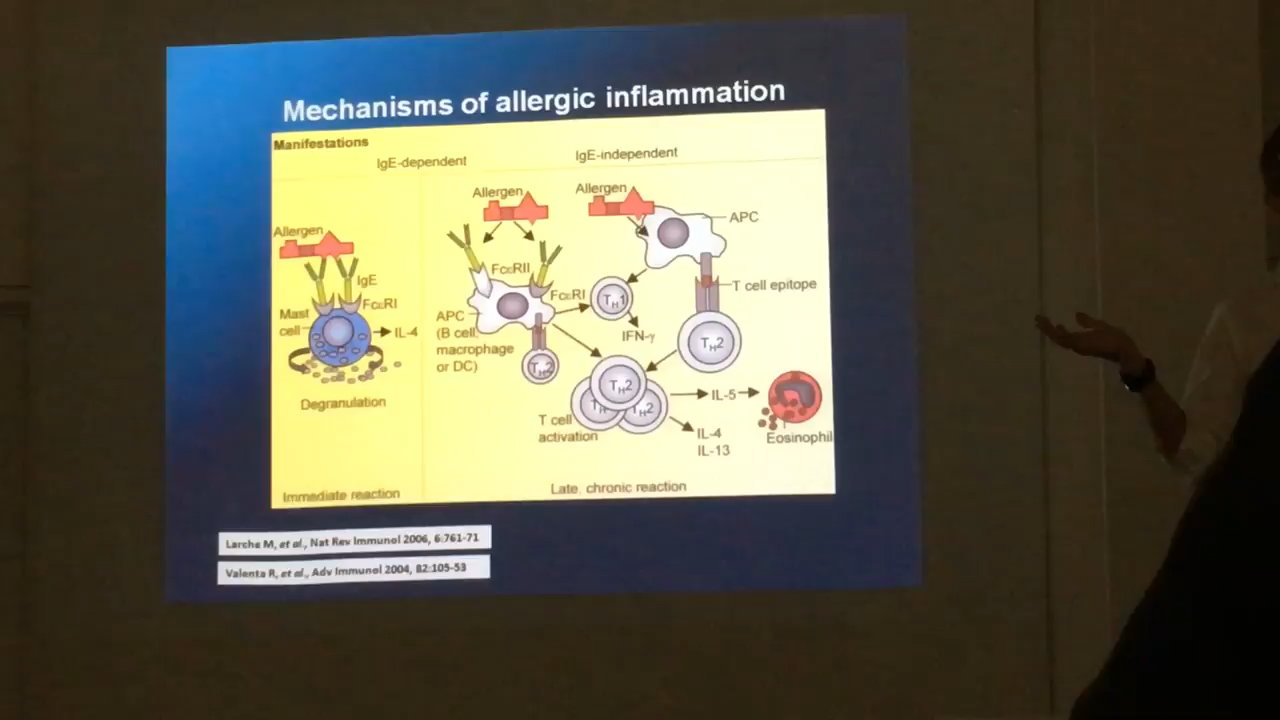 Mechanisms of allergic inflammation
Manifestations
IgE-dependent
IgE-independent
Allergen
IgE
FcεRI
Mast
cell
IL-4
Degranulation
Immediate reaction
Allergen
FcεRII
FcεRI
APC
(B cell,
macrophage
or DC)
TH2
Allergen
APC
T cell epitope
TH1
IFN-γ
TH2
TH2
TH
H2
T cell
activation
IL-5
Eosinophil
IL-4
IL-13
Late, chronic reaction
Larche M, et al., Nat Rev Immunol 2006, 6:761-71
Valenta R, et al., Adv Immunol 2004, 82:105-53